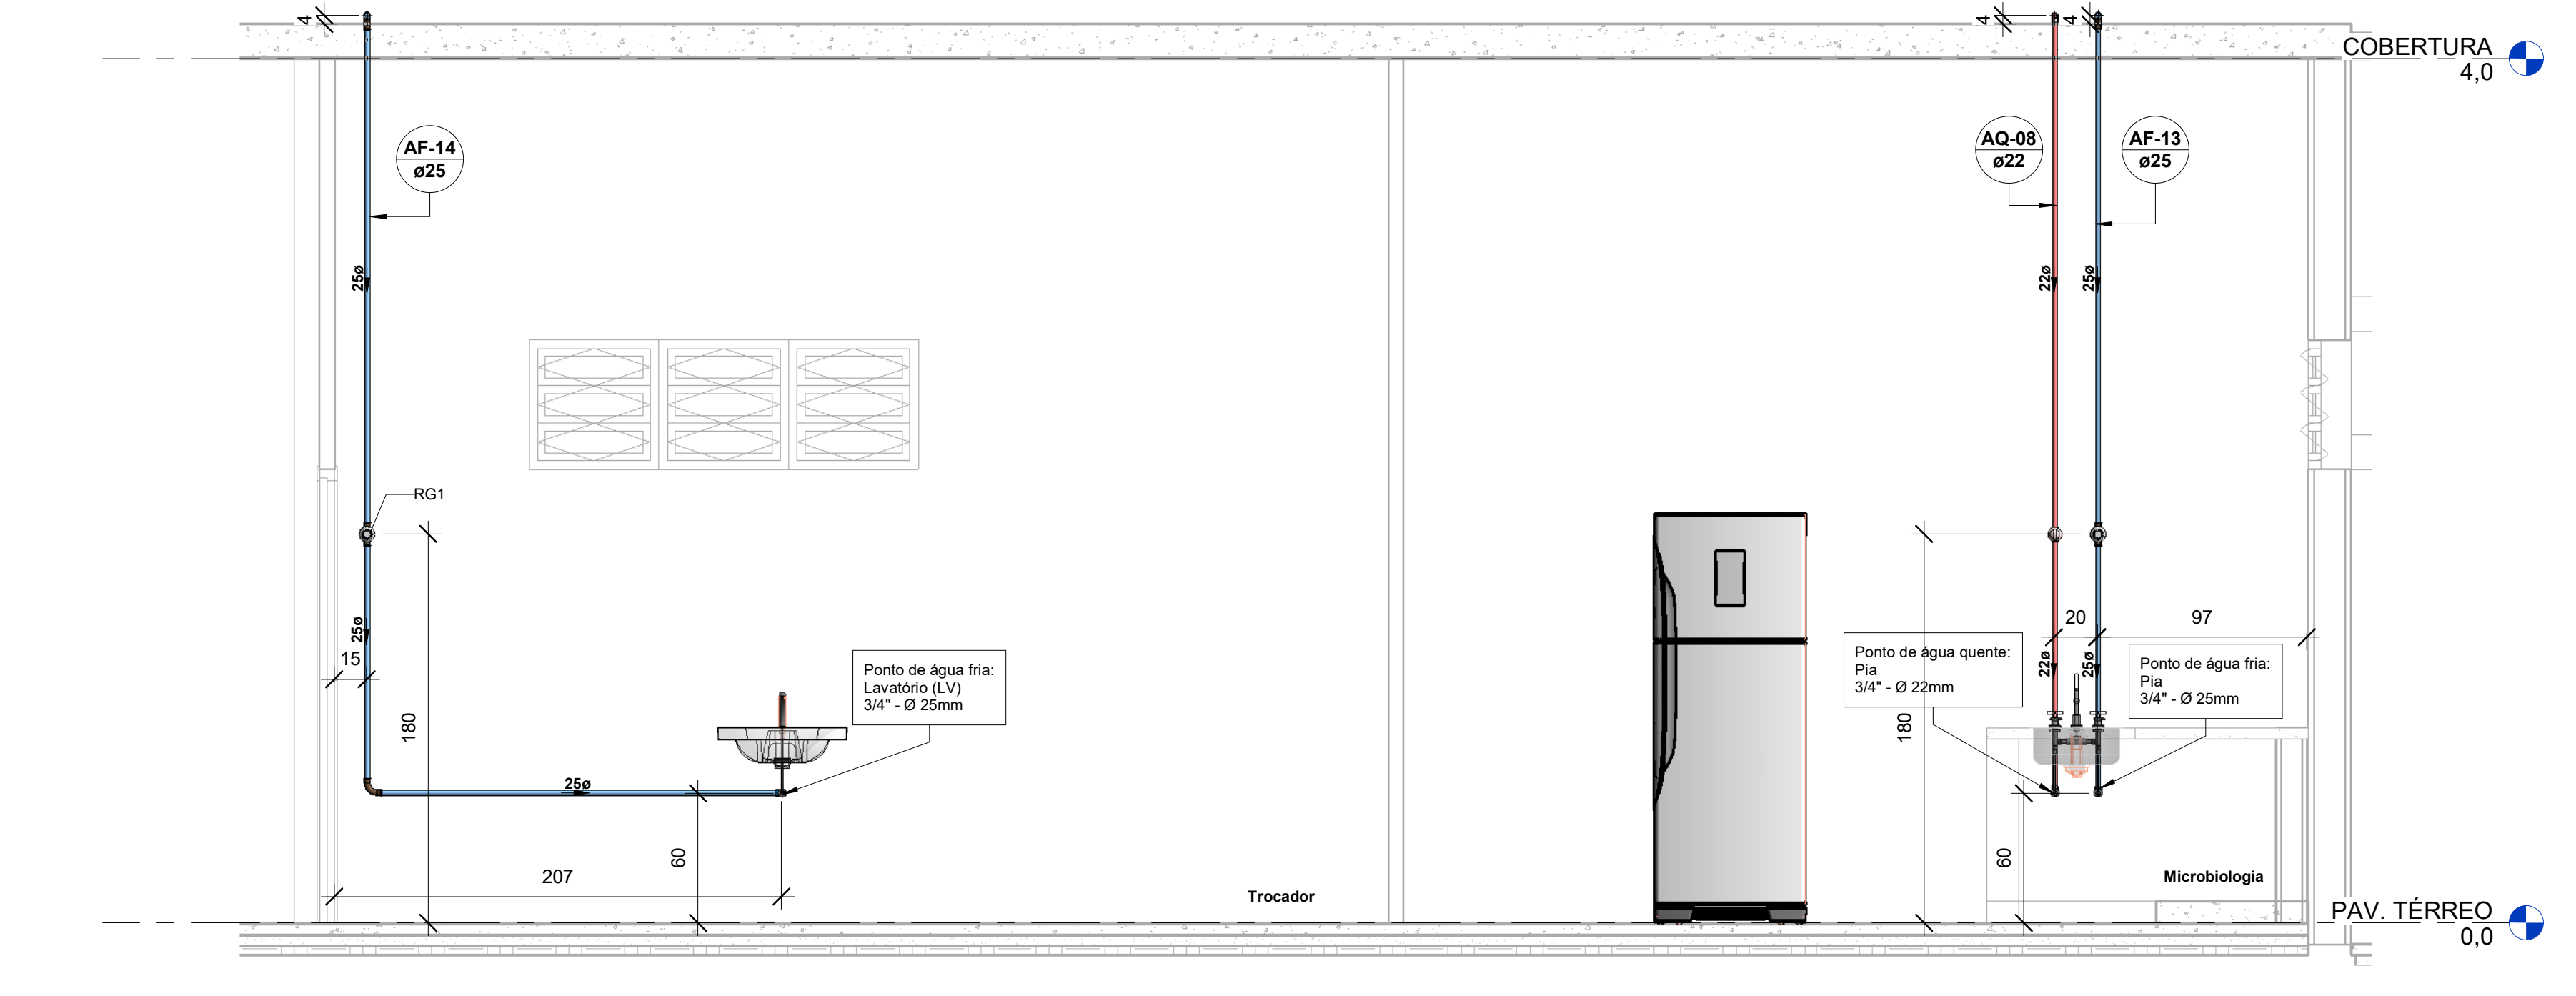 4
4
4
COBERTURA
4,0
AF-14
ø25
AQ-08
ø22
AF-13
ø25
25ø
22ø
25ø
RG1
25ø
15
180
Ponto de água fria:
Lavatório (LV)
3/4" - Ø 25mm
20
97
Ponto de água quente:
Pia
3/4" - Ø 22mm
22ø
25ø
Ponto de água fria:
Pia
3/4" - Ø 25mm
180
25ø
60
207
60
Trocador
Microbiologia
PAV. TÉRREO
0,0